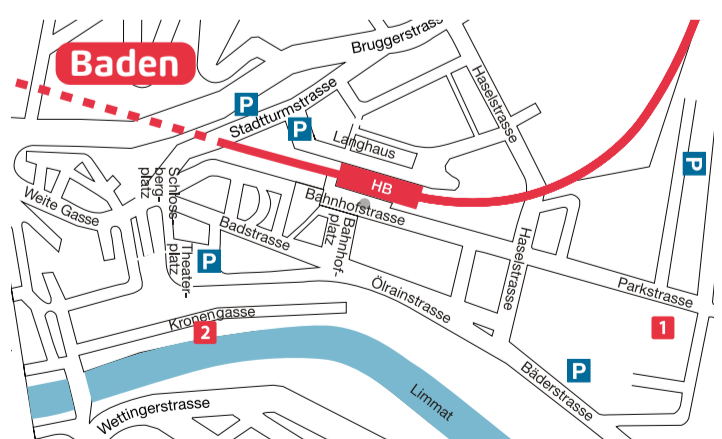 Bruggerstrasse
Baden
Haselstrasse
P
Stadtturmstrasse
P
Langhaus
P
HB
Schloss-
berg-
platz
Weite Gasse
Bahnhofstrasse
Badstrasse
Bahnhof-
platz
Theater-
platz
P
Haselstrasse
Ölrainstrasse
Parkstrasse
Kronengasse
2
1
P
Bäderstrasse
Limmat
Wettingerstrasse